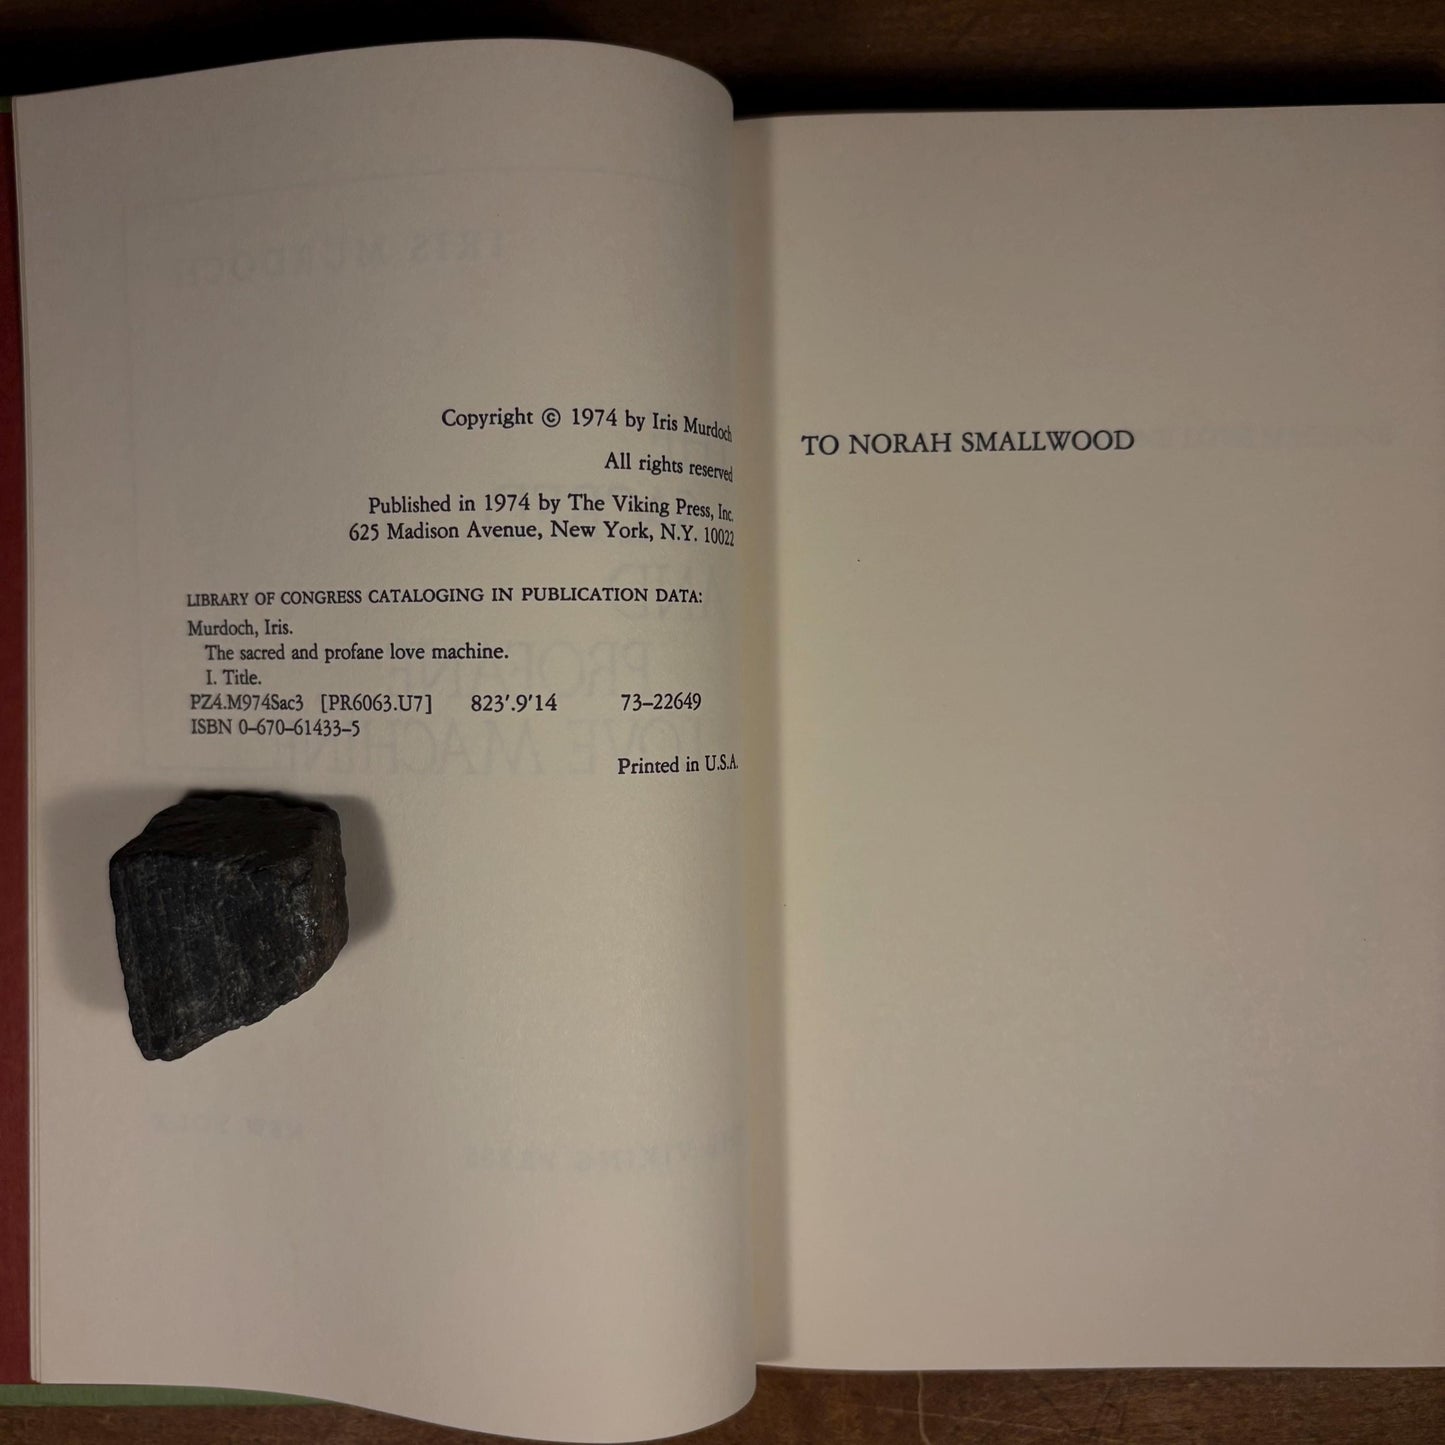 Copyright © 1974 by Iris Murdoch
All rights reserved
Published in 1974 by The Viking Press, Inc.
625 Madison Avenue, New York, N.Y. 10022
LIBRARY OF CONGRESS CATALOGING IN PUBLICATION DATA:
Murdoch, Iris.
The sacred and profane love machine.
I. Title.
PZ4.M974Sac3 [PR6063.U7] 823'.9'14 73–22649
ISBN 0–670–61433–5
Printed in U.S.A.
TO NORAH SMALLWOOD